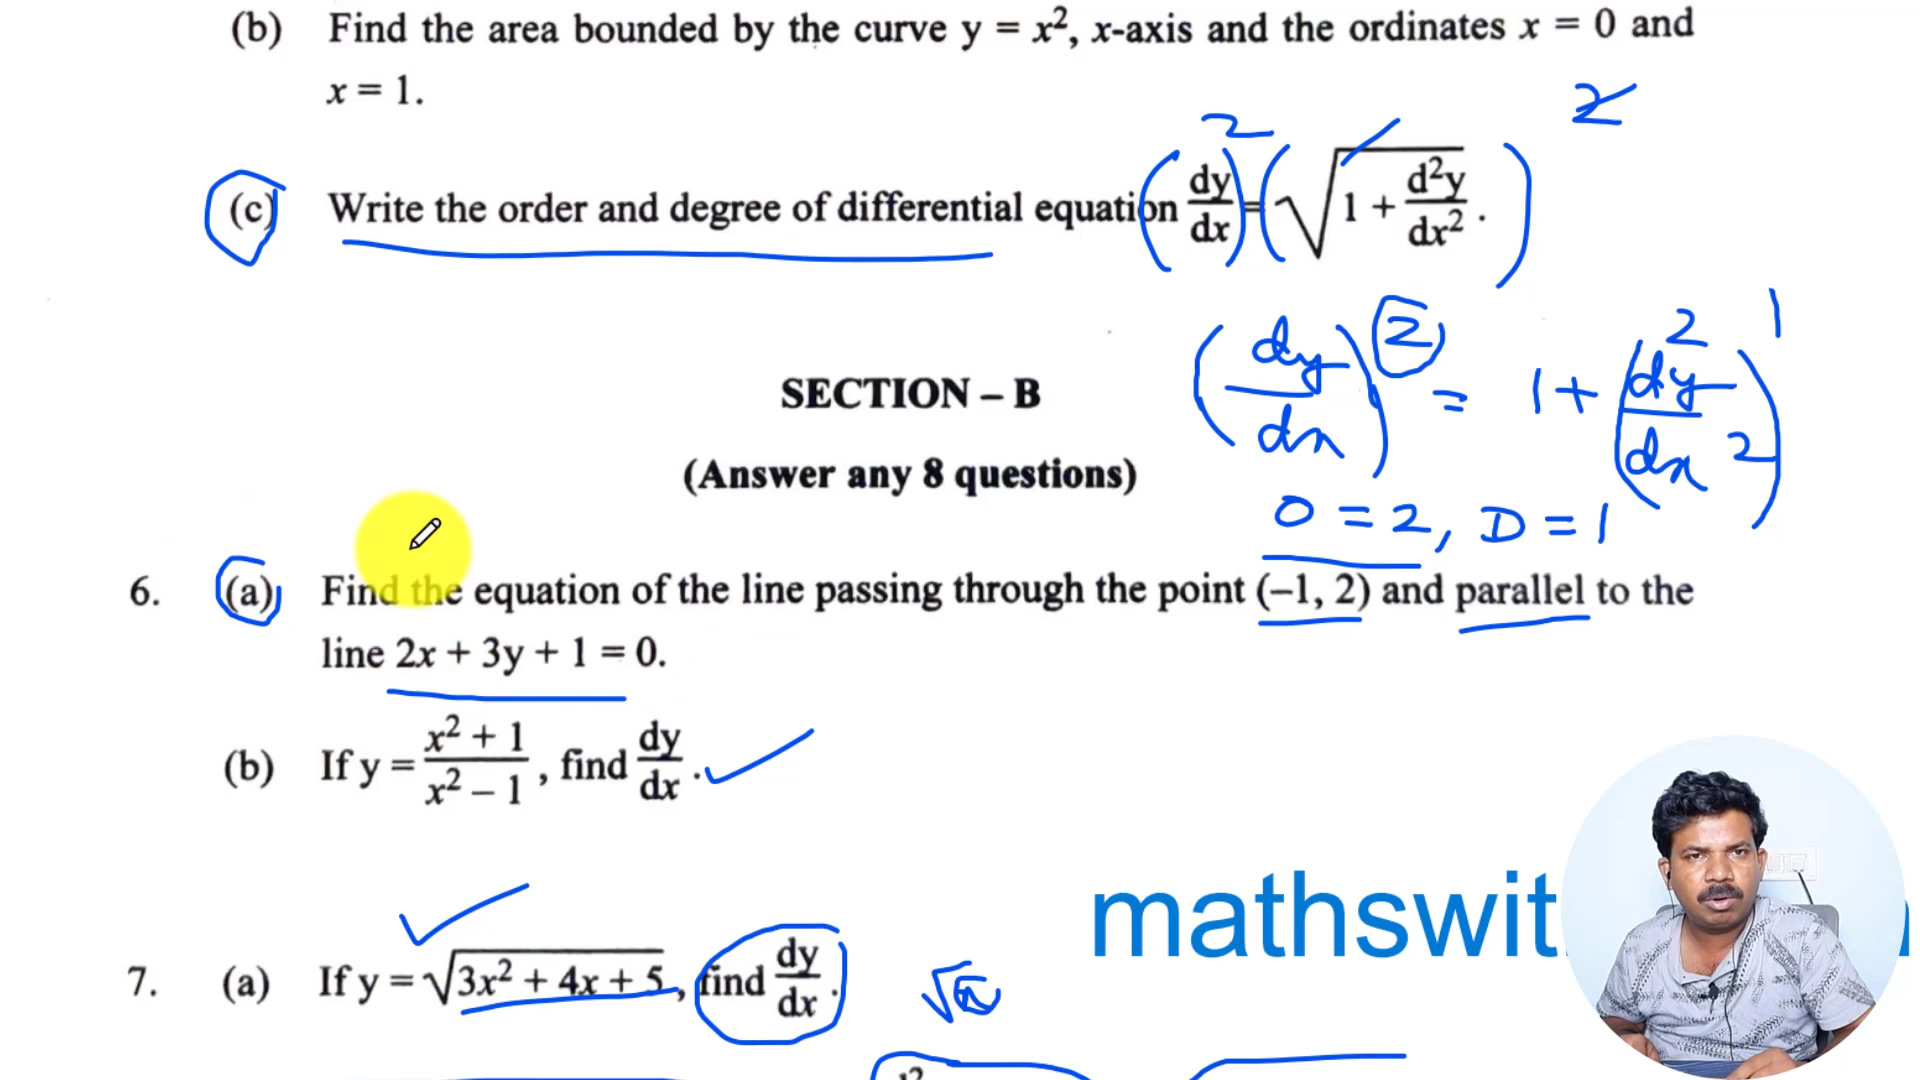 (b) Find the area bounded by the curve y = x², x-axis and the ordinates x = 0 and
x = 1.
(c) Write the order and degree of differential equation (dy/dx)² = (√(1 + d²y/dx²).)²
(dy/dx)² = 1 + (d²y/dx²)¹
O = 2, D = 1
SECTION – B
(Answer any 8 questions)
6. (a) Find the equation of the line passing through the point (–1, 2) and parallel to the
line 2x + 3y + 1 = 0.
(b) If y = (x² + 1)/(x² – 1), find dy/dx.
mathswit
7. (a) If y = √(3x² + 4x + 5), find dy/dx.
√x